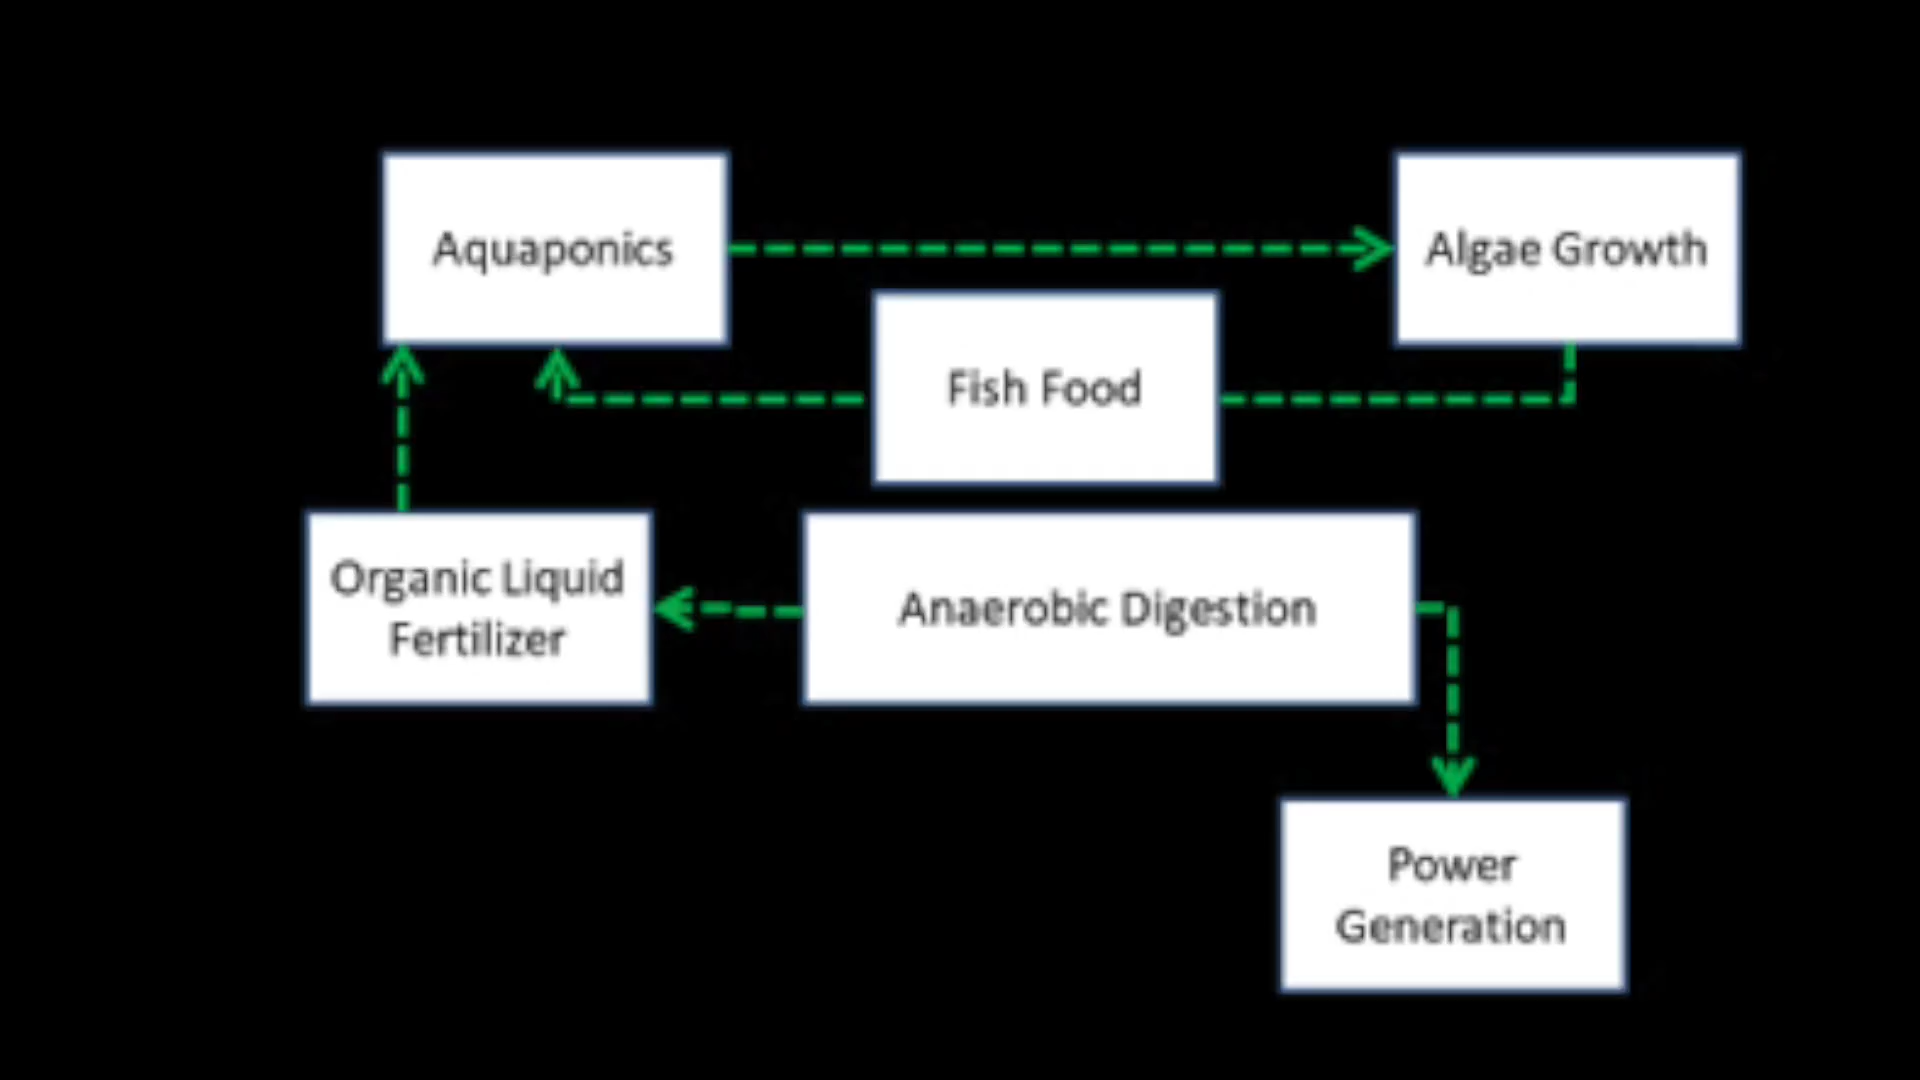 Aquaponics
Algae Growth
Fish Food
Organic Liquid
Fertilizer
Anaerobic Digestion
Power
Generation